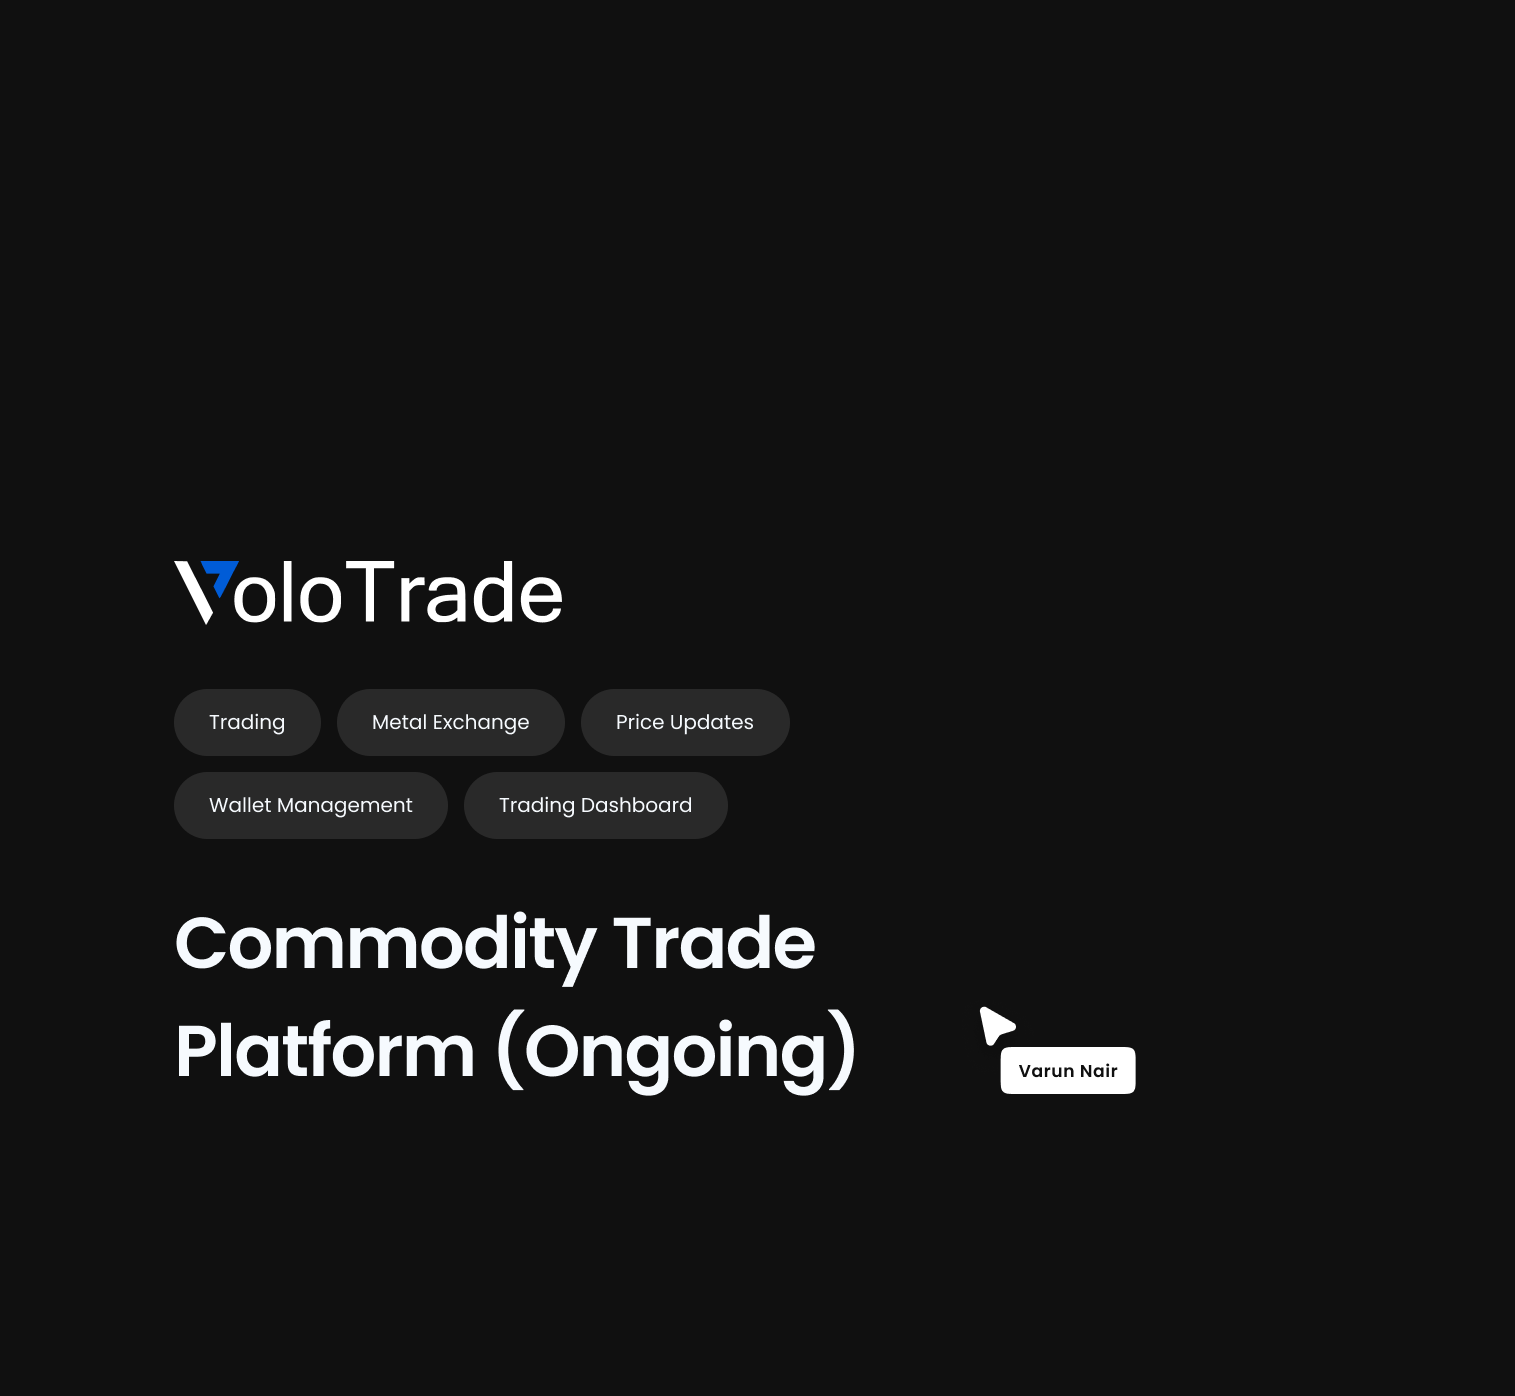 VoloTrade
Trading
Metal Exchange
Price Updates
Wallet Management
Trading Dashboard
Commodity Trade
Platform (Ongoing)
Varun Nair